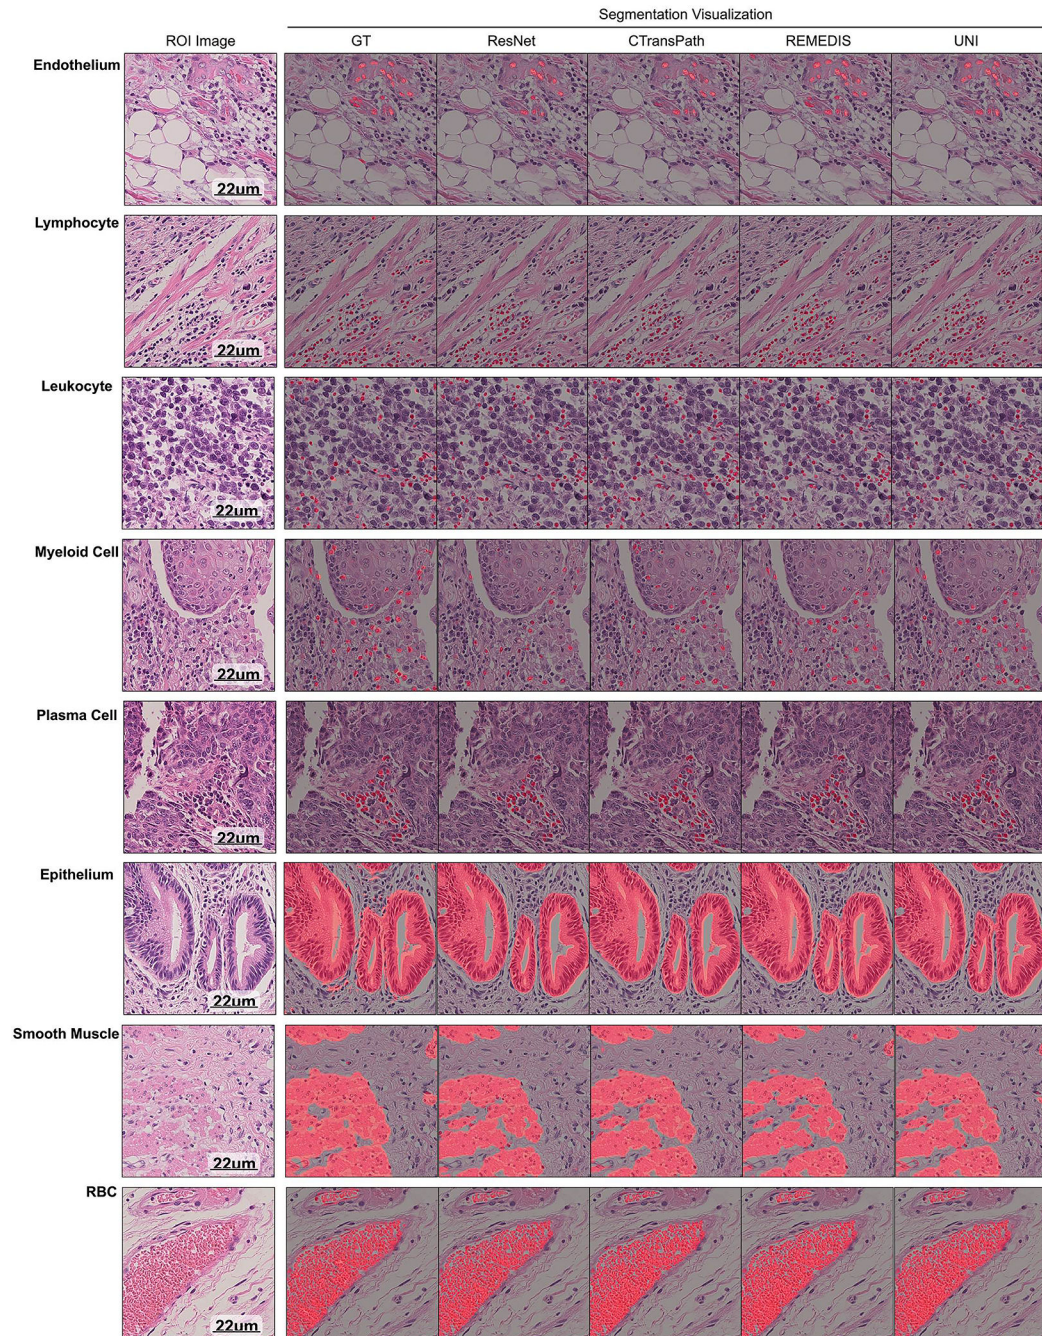 Segmentation Visualization
ROI Image GT ResNet CTransPath REMEDIS UNI
Endothelium
22um
Lymphocyte
22um
Leukocyte
22um
Myeloid Cell
22um
Plasma Cell
22um
Epithelium
22um
Smooth Muscle
22um
RBC
22um